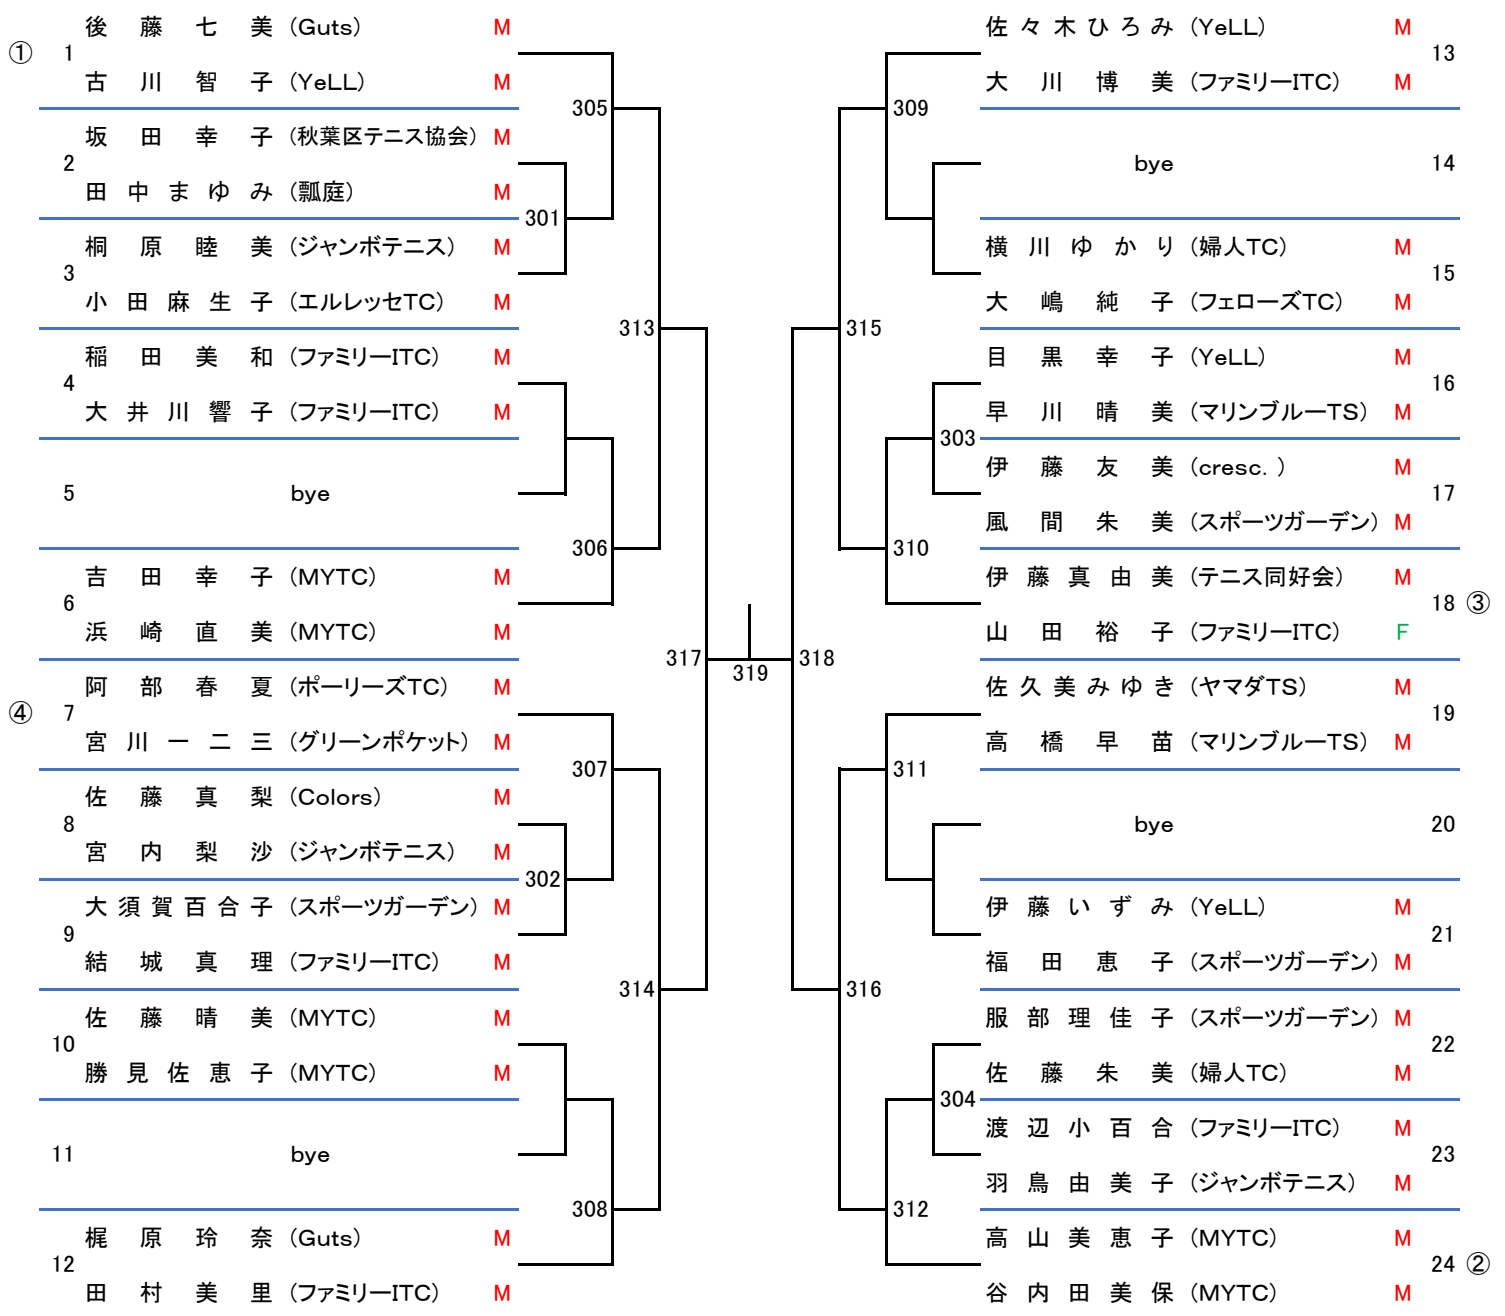 後藤七美 (Guts) M
① 1
古川智子 (YeLL) M
305
坂田幸子 (秋葉区テニス協会) M
2
田中まゆみ (瓢庭) M
301
桐原睦美 (ジャンボテニス) M
3
小田麻生子 (エルレッセTC) M
313
稲田美和 (ファミリーITC) M
4
大井川響子 (ファミリーITC) M
5 bye
306
吉田幸子 (MYTC) M
6
浜崎直美 (MYTC) M
317
阿部春夏 (ポーリーズTC) M
④ 7
宮川一二三 (グリーンポケット) M
307
佐藤真梨 (Colors) M
8
宮内梨沙 (ジャンボテニス) M
302
大須賀百合子 (スポーツガーデン) M
9
結城真理 (ファミリーITC) M
314
佐藤晴美 (MYTC) M
10
勝見佐恵子 (MYTC) M
11 bye
308
梶原玲奈 (Guts) M
12
田村美里 (ファミリーITC) M
319
佐々木ひろみ (YeLL) M
13
大川博美 (ファミリーITC) M
309
bye 14
横川ゆかり (婦人TC) M
15
大嶋純子 (フェローズTC) M
315
目黒幸子 (YeLL) M
16
早川晴美 (マリンブルーTS) M
303
伊藤友美 (cresc.) M
17
風間朱美 (スポーツガーデン) M
310
伊藤真由美 (テニス同好会) M
18 ③
山田裕子 (ファミリーITC) F
318
佐久美みゆき (ヤマダTS) M
19
高橋早苗 (マリンブルーTS) M
311
bye 20
伊藤いずみ (YeLL) M
21
福田恵子 (スポーツガーデン) M
316
服部理佳子 (スポーツガーデン) M
22
佐藤朱美 (婦人TC) M
304
渡辺小百合 (ファミリーITC) M
23
羽鳥由美子 (ジャンボテニス) M
312
高山美恵子 (MYTC) M
24 ②
谷内田美保 (MYTC) M